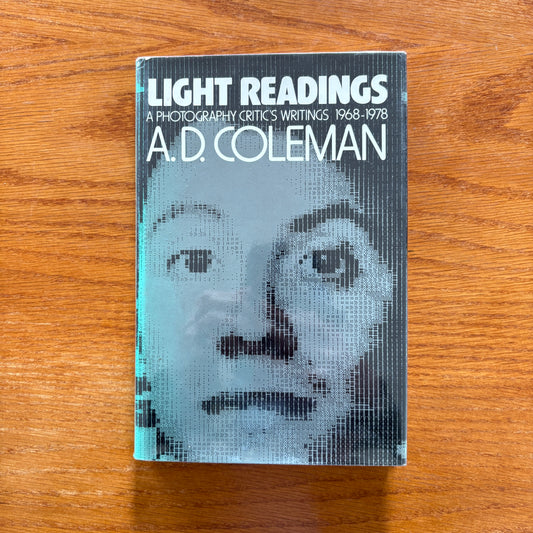 LIGHT READINGS
A PHOTOGRAPHY CRITIC'S WRITINGS 1968-1978
A.D. COLEMAN